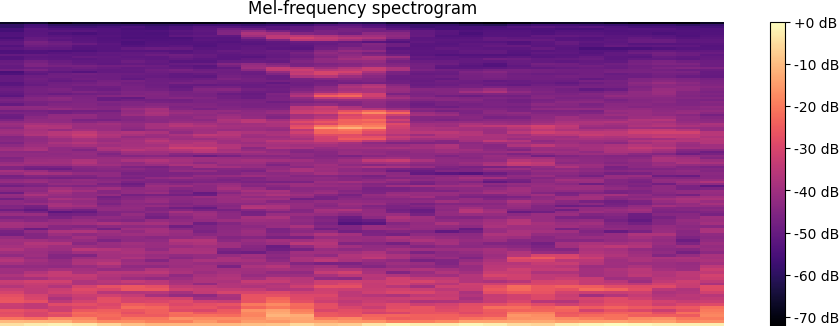 Mel-frequency spectrogram
+0 dB
-10 dB
-20 dB
-30 dB
-40 dB
-50 dB
-60 dB
-70 dB